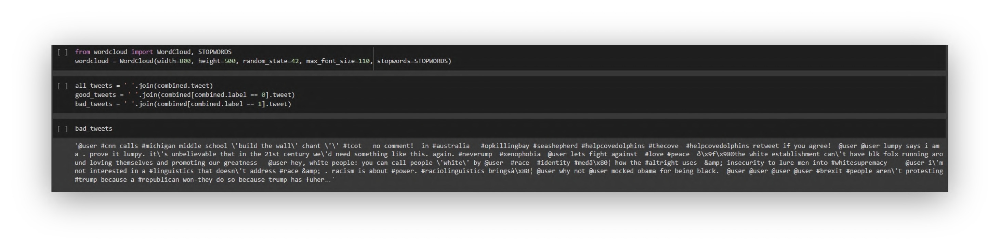 [ ] from wordcloud import WordCloud, STOPWORDS
wordcloud = WordCloud(width=800, height=500, random_state=42, max_font_size=110, stopwords=STOPWORDS)
[ ] all_tweets = ' '.join(combined.tweet)
good_tweets = ' '.join(combined[combined.label == 0].tweet)
bad_tweets = ' '.join(combined[combined.label == 1].tweet)
[ ] bad_tweets
'@user #cnn calls #michigan middle school \'build the wall\' chant \'\' #tcot   no comment!  in #australia   #opkillingbay #seashepherd #helpcovedolphins #thecove  #helpcovedolphins retweet if you agree!  @user @user lumpy says i am
a . prove it lumpy. it\'s unbelievable that in the 21st century we\'d need something like this. again. #neverump  #xenophobia  @user lets fight against  #love #peace  ð\x9f\x98©the white establishment can\'t have blk folx running aro
und loving themselves and promoting our greatness   @user hey, white people: you can call people \'white\' by @user  #race  #identity #medâ\x80¦ how the #altright uses  &amp; insecurity to lure men into #whitesupremacy     @user i\'m
not interested in a #linguistics that doesn\'t address #race &amp; . racism is about #power. #raciolinguistics bringsâ\x80¦ @user why not @user mocked obama for being black.  @user @user @user @user #brexit #people aren\'t protesting
#trump because a #republican won-they do so because trump has fuher…'